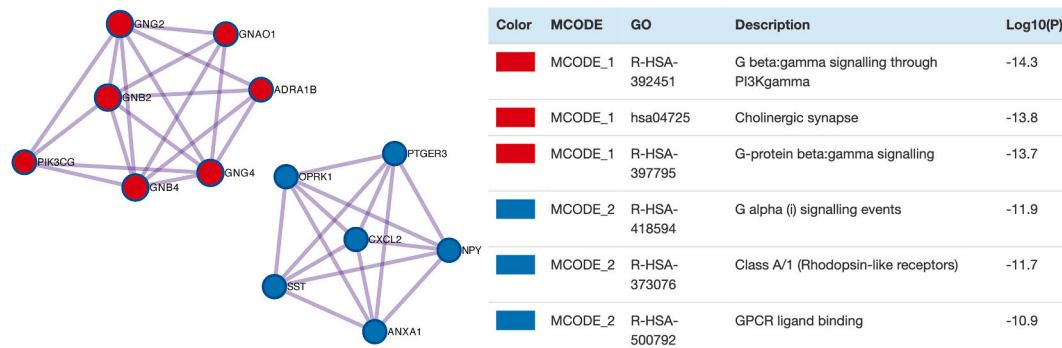 GNG2
GNAO1
GNB2
ADRA1B
PIK3CG
GNG4
GNB4
PTGER3
OPRK1
CXCL2
NPY
SST
ANXA1
Color MCODE GO Description Log10(P)
MCODE_1 R-HSA- G beta:gamma signalling through -14.3
392451 PI3Kgamma
MCODE_1 hsa04725 Cholinergic synapse -13.8
MCODE_1 R-HSA- G-protein beta:gamma signalling -13.7
397795
MCODE_2 R-HSA- G alpha (i) signalling events -11.9
418594
MCODE_2 R-HSA- Class A/1 (Rhodopsin-like receptors) -11.7
373076
MCODE_2 R-HSA- GPCR ligand binding -10.9
500792